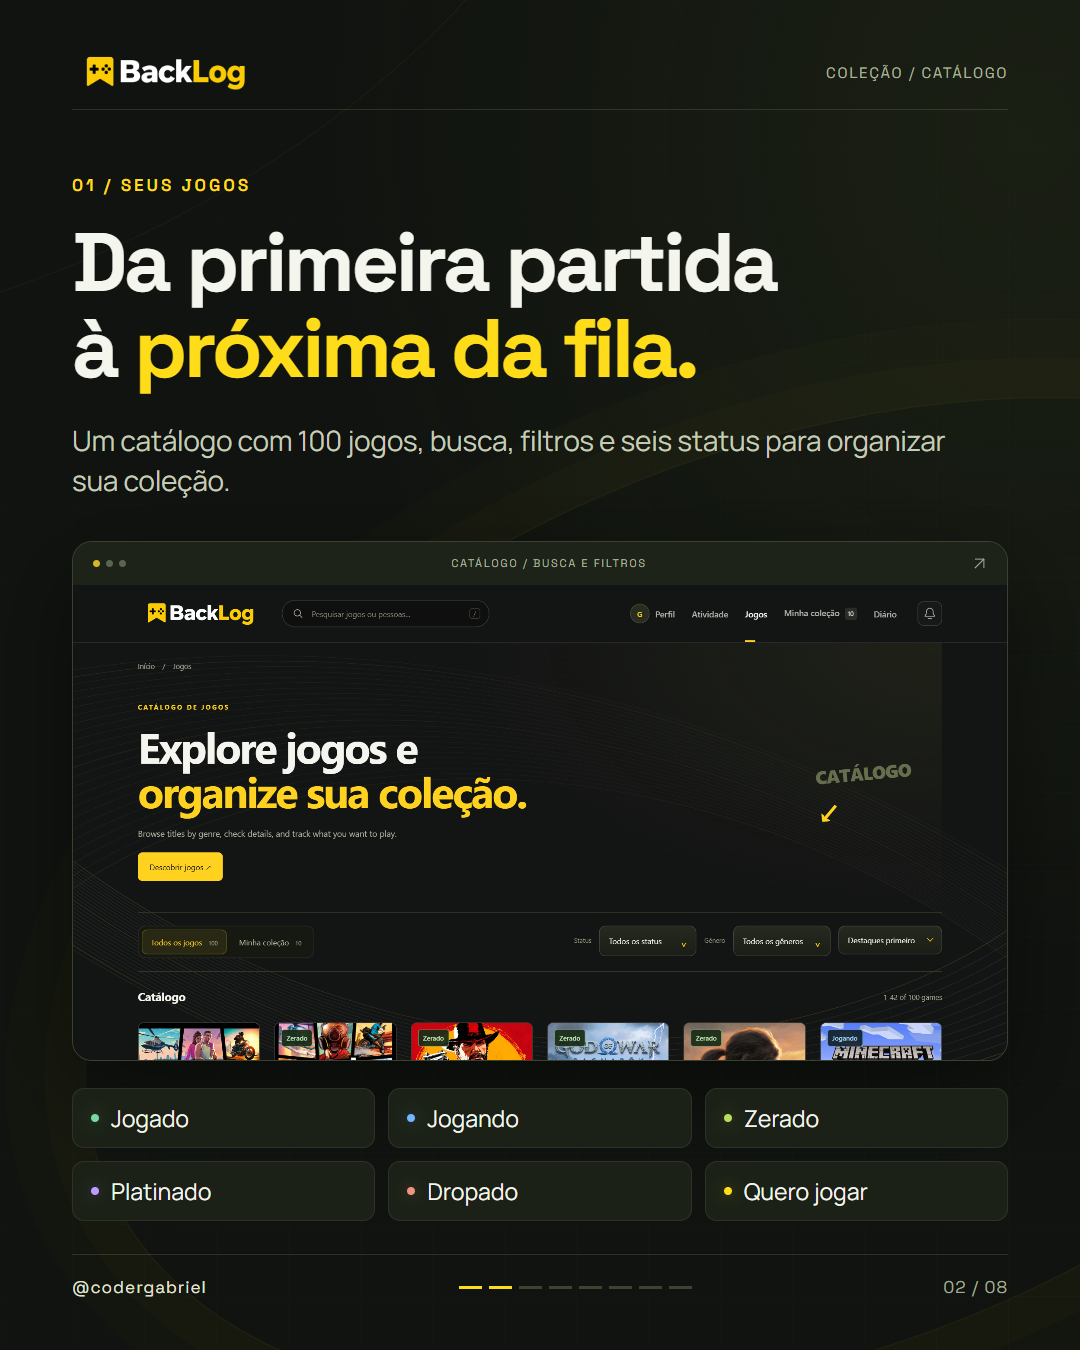 BackLog
COLEÇÃO / CATÁLOGO
01 / SEUS JOGOS
Da primeira partida
à próxima da fila.
Um catálogo com 100 jogos, busca, filtros e seis status para organizar
sua coleção.
CATÁLOGO / BUSCA E FILTROS
BackLog
Pesquisar jogos ou pessoas...
/
G Perfil Atividade Jogos Minha coleção 10 Diário
Início / Jogos
CATÁLOGO DE JOGOS
Explore jogos e
organize sua coleção.
CATÁLOGO
Browse titles by genre, check details, and track what you want to play.
Descobrir jogos
Todos os jogos 100 Minha coleção 10
Status Todos os status Gênero Todos os gêneros Destaques primeiro
Catálogo
1-42 of 100 games
Zerado Zerado Zerado Zerado Jogando
GOD OF WAR
MINECRAFT
Jogado
Jogando
Zerado
Platinado
Dropado
Quero jogar
@codergabriel
02 / 08